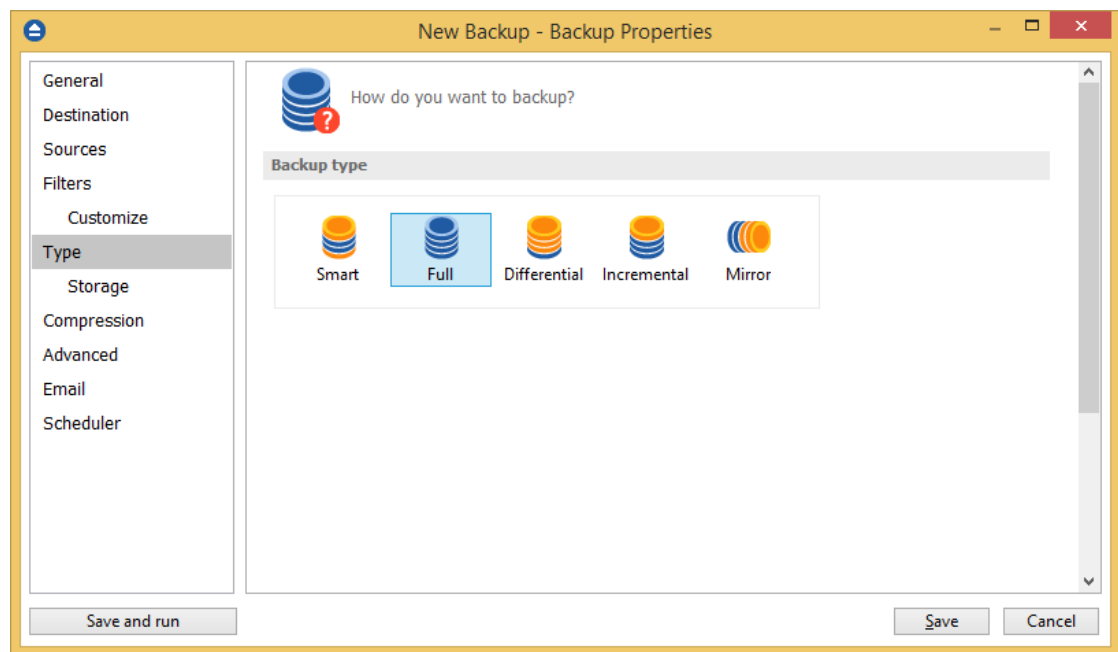 New Backup - Backup Properties
General
Destination
Sources
Filters
Customize
Type
Storage
Compression
Advanced
Email
Scheduler
How do you want to backup?
Backup type
Smart
Full
Differential
Incremental
Mirror
Save and run
Save
Cancel